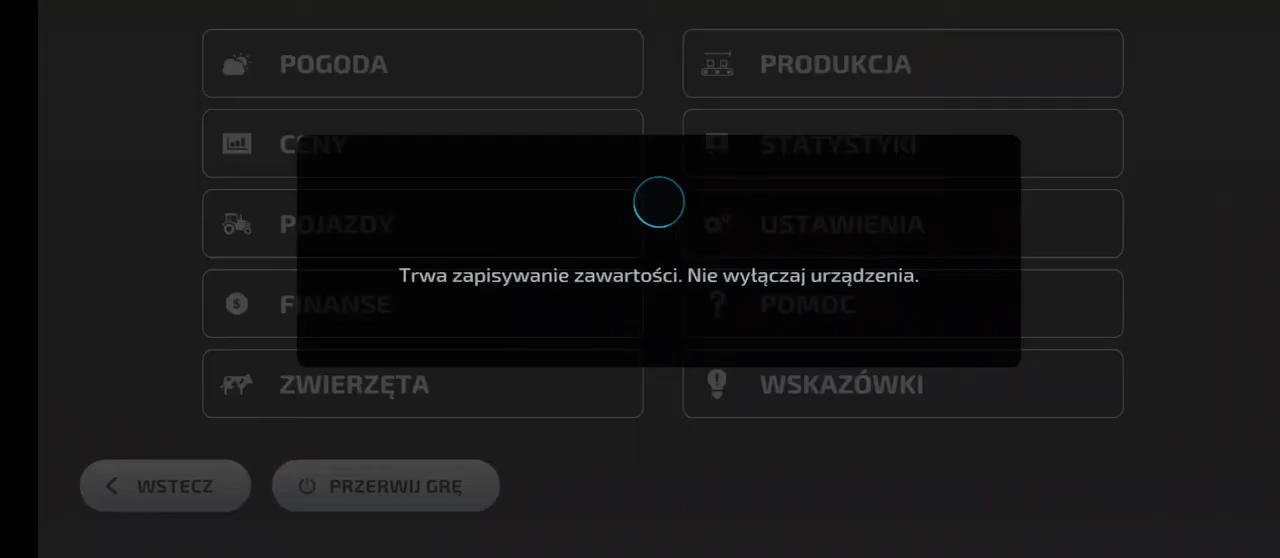 POGODA
PRODUKCJA
CENY
STATYSTYKI
POJAZDY
USTAWIENIA
Trwa zapisywanie zawartości. Nie wyłączaj urządzenia.
FINANSE
POMOC
ZWIERZĘTA
WSKAZÓWKI
WSTECZ
PRZERWIJ GRĘ